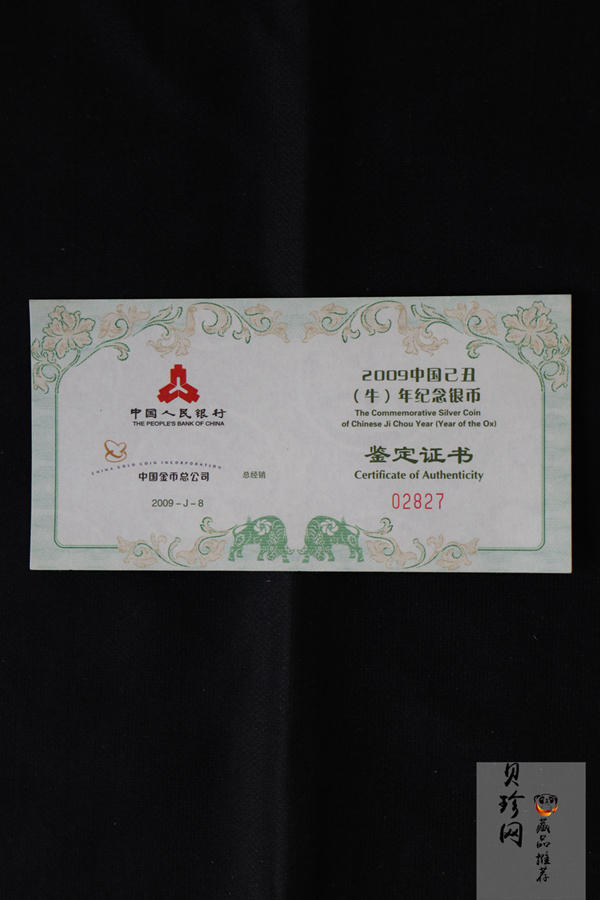 中国人民银行
THE PEOPLE'S BANK OF CHINA
CHINA GOLD COIN INCORPORATION
中国金币总公司
总经销
2009-J-8
2009中国己丑
（牛）年纪念银币
The Commemorative Silver Coin
of Chinese Ji Chou Year (Year of the Ox)
鉴定证书
Certificate of Authenticity
02827
贝珍网
藏品推荐